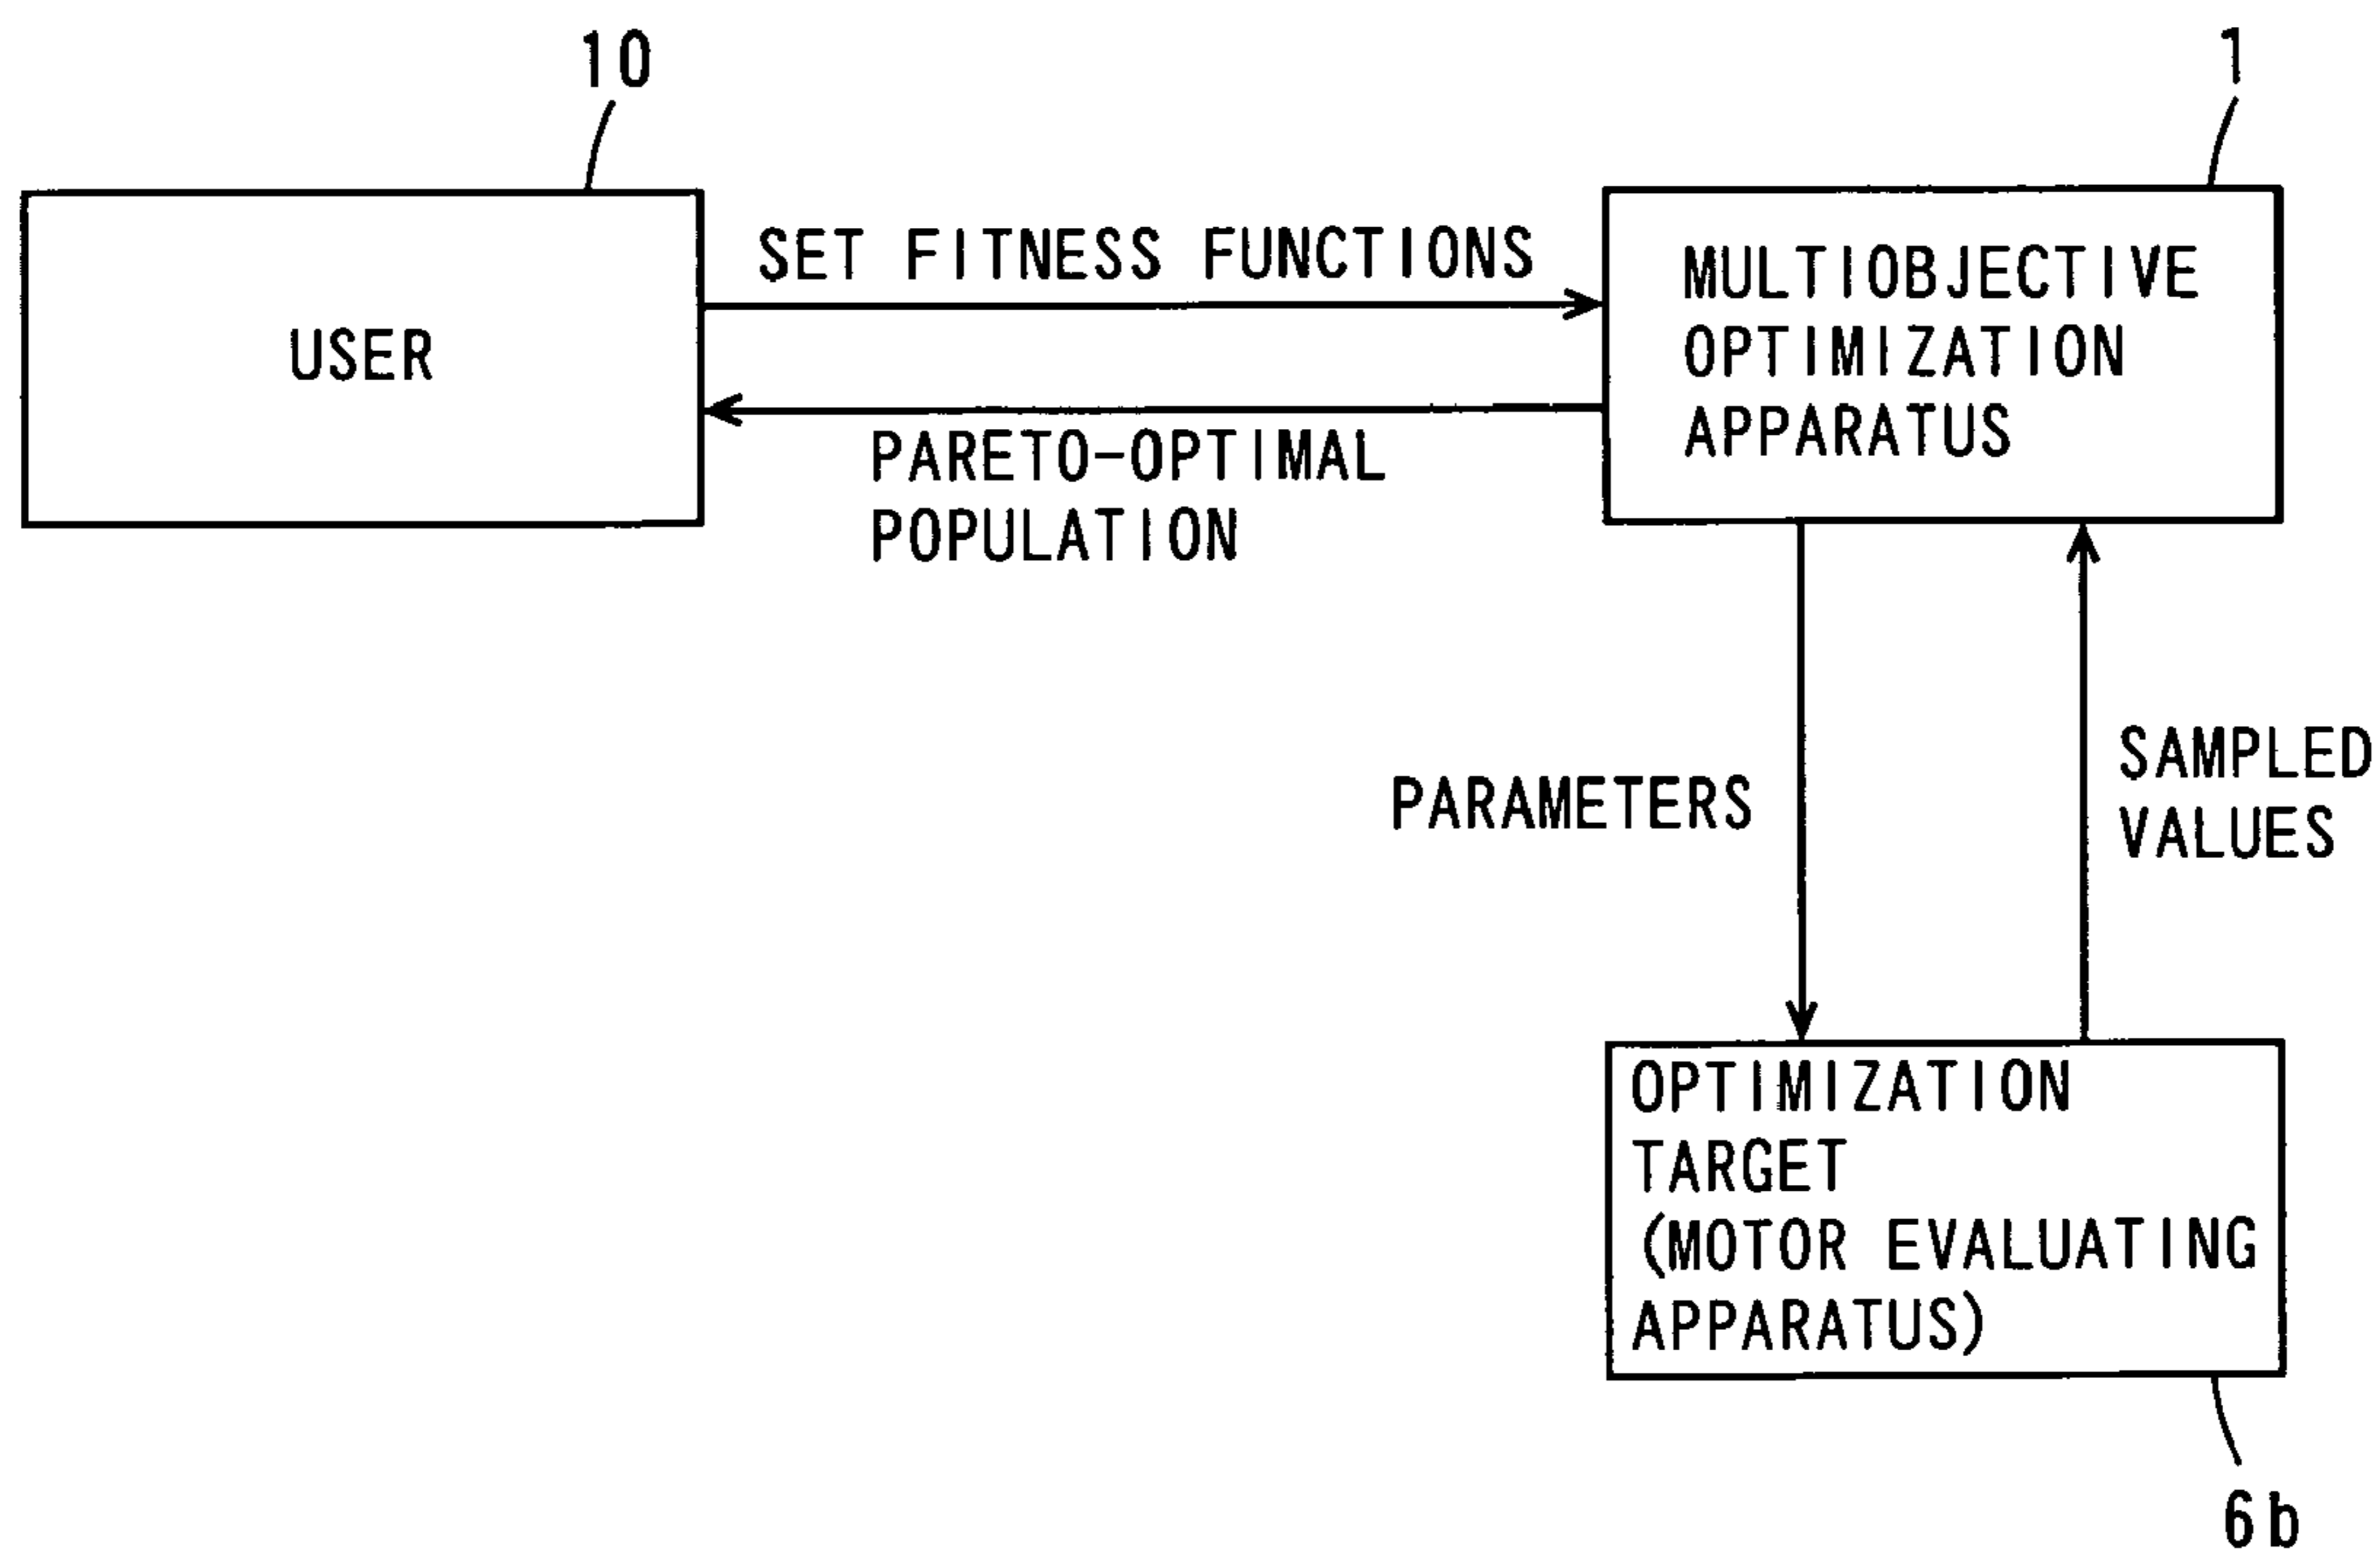 10
1
USER
SET FITNESS FUNCTIONS
PARETO-OPTIMAL
POPULATION
MULTIOBJECTIVE
OPTIMIZATION
APPARATUS
PARAMETERS
SAMPLED
VALUES
OPTIMIZATION
TARGET
(MOTOR EVALUATING
APPARATUS)
6b